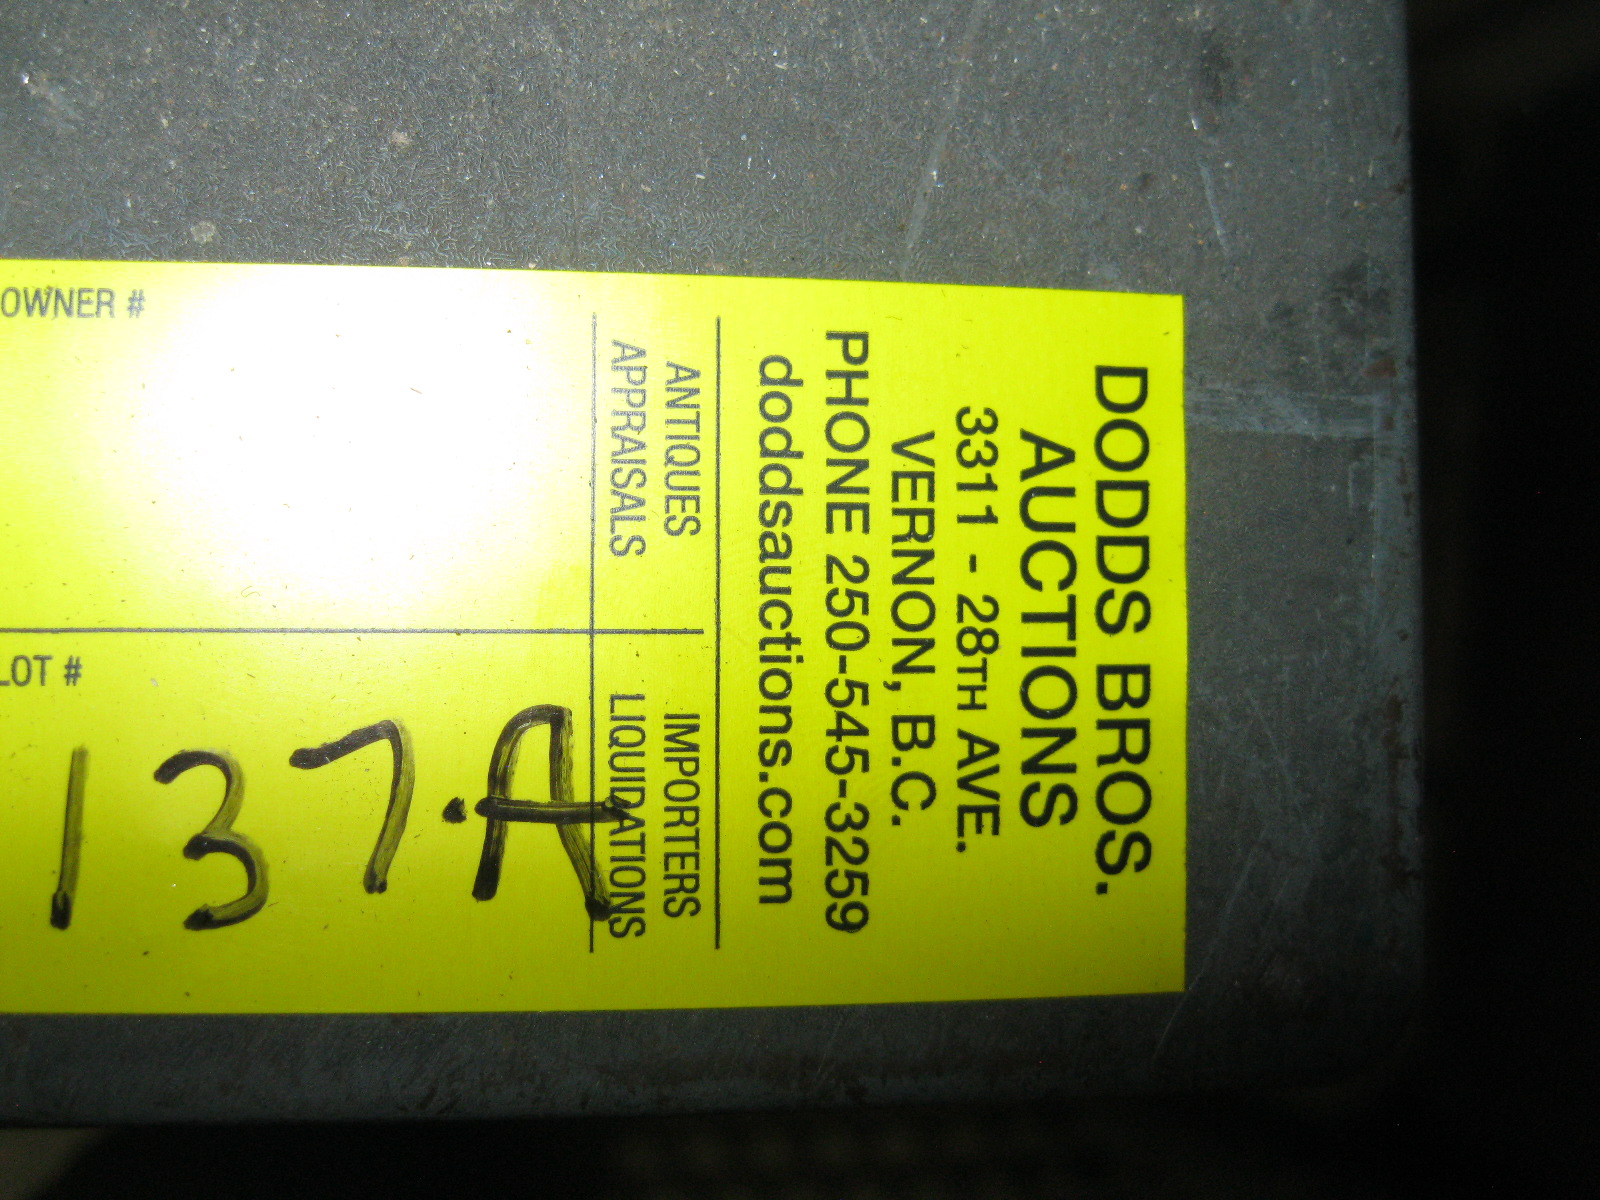 DODDS BROS.
AUCTIONS
3311 - 28TH AVE.
VERNON, B.C.
PHONE 250-545-3259
doddsauctions.com
ANTIQUES IMPORTERS
APPRAISALS LIQUIDATIONS
OWNER #
LOT #
137·A